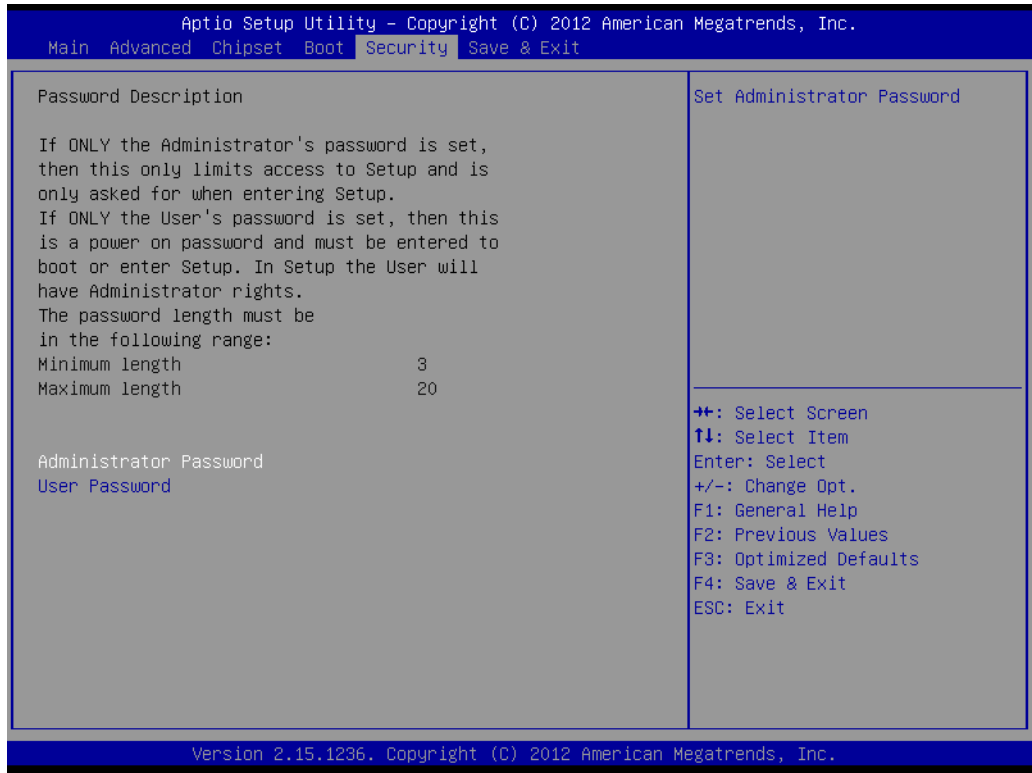 Aptio Setup Utility – Copyright (C) 2012 American Megatrends, Inc.
Main Advanced Chipset Boot Security Save & Exit
Password Description
If ONLY the Administrator's password is set,
then this only limits access to Setup and is
only asked for when entering Setup.
If ONLY the User's password is set, then this
is a power on password and must be entered to
boot or enter Setup. In Setup the User will
have Administrator rights.
The password length must be
in the following range:
Minimum length 3
Maximum length 20
Administrator Password
User Password
Set Administrator Password
→←: Select Screen
↑↓: Select Item
Enter: Select
+/-: Change Opt.
F1: General Help
F2: Previous Values
F3: Optimized Defaults
F4: Save & Exit
ESC: Exit
Version 2.15.1236. Copyright (C) 2012 American Megatrends, Inc.